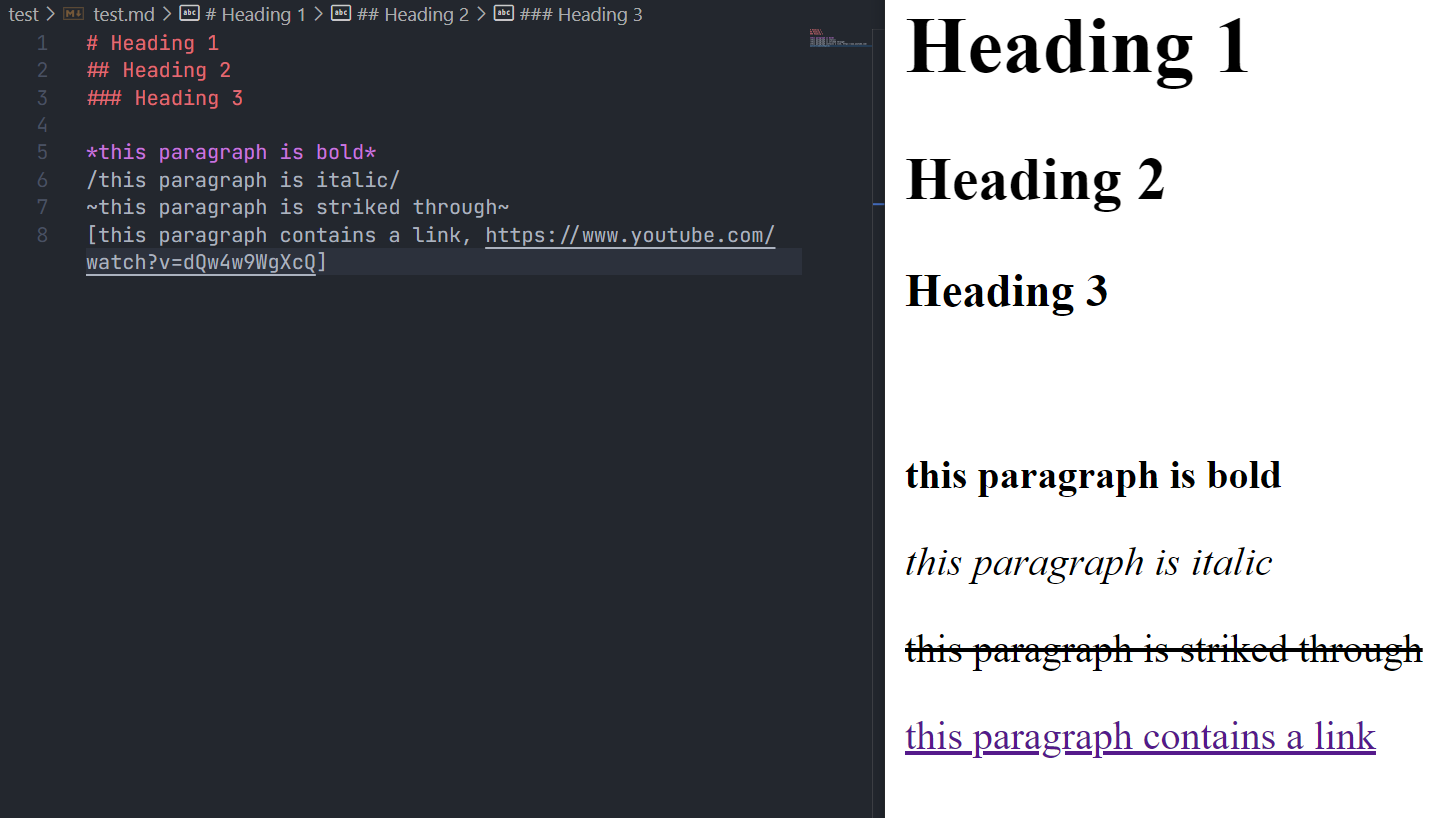 test > M↓ test.md > abc # Heading 1 > abc ## Heading 2 > abc ### Heading 3
1 # Heading 1
2 ## Heading 2
3 ### Heading 3
4
5 *this paragraph is bold*
6 /this paragraph is italic/
7 ~this paragraph is striked through~
8 [this paragraph contains a link, https://www.youtube.com/
watch?v=dQw4w9WgXcQ]
Heading 1
Heading 2
Heading 3
this paragraph is bold
this paragraph is italic
this paragraph is striked through
this paragraph contains a link